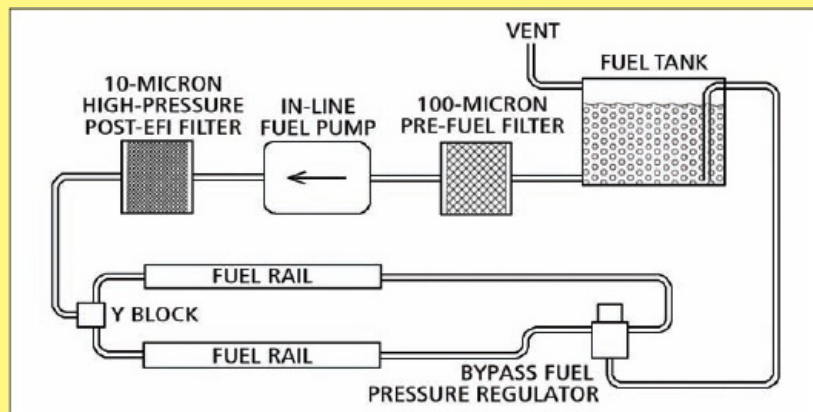 VENT
FUEL TANK
10-MICRON
HIGH-PRESSURE
POST-EFI FILTER
IN-LINE
FUEL PUMP
100-MICRON
PRE-FUEL FILTER
FUEL RAIL
Y BLOCK
FUEL RAIL
BYPASS FUEL
PRESSURE REGULATOR